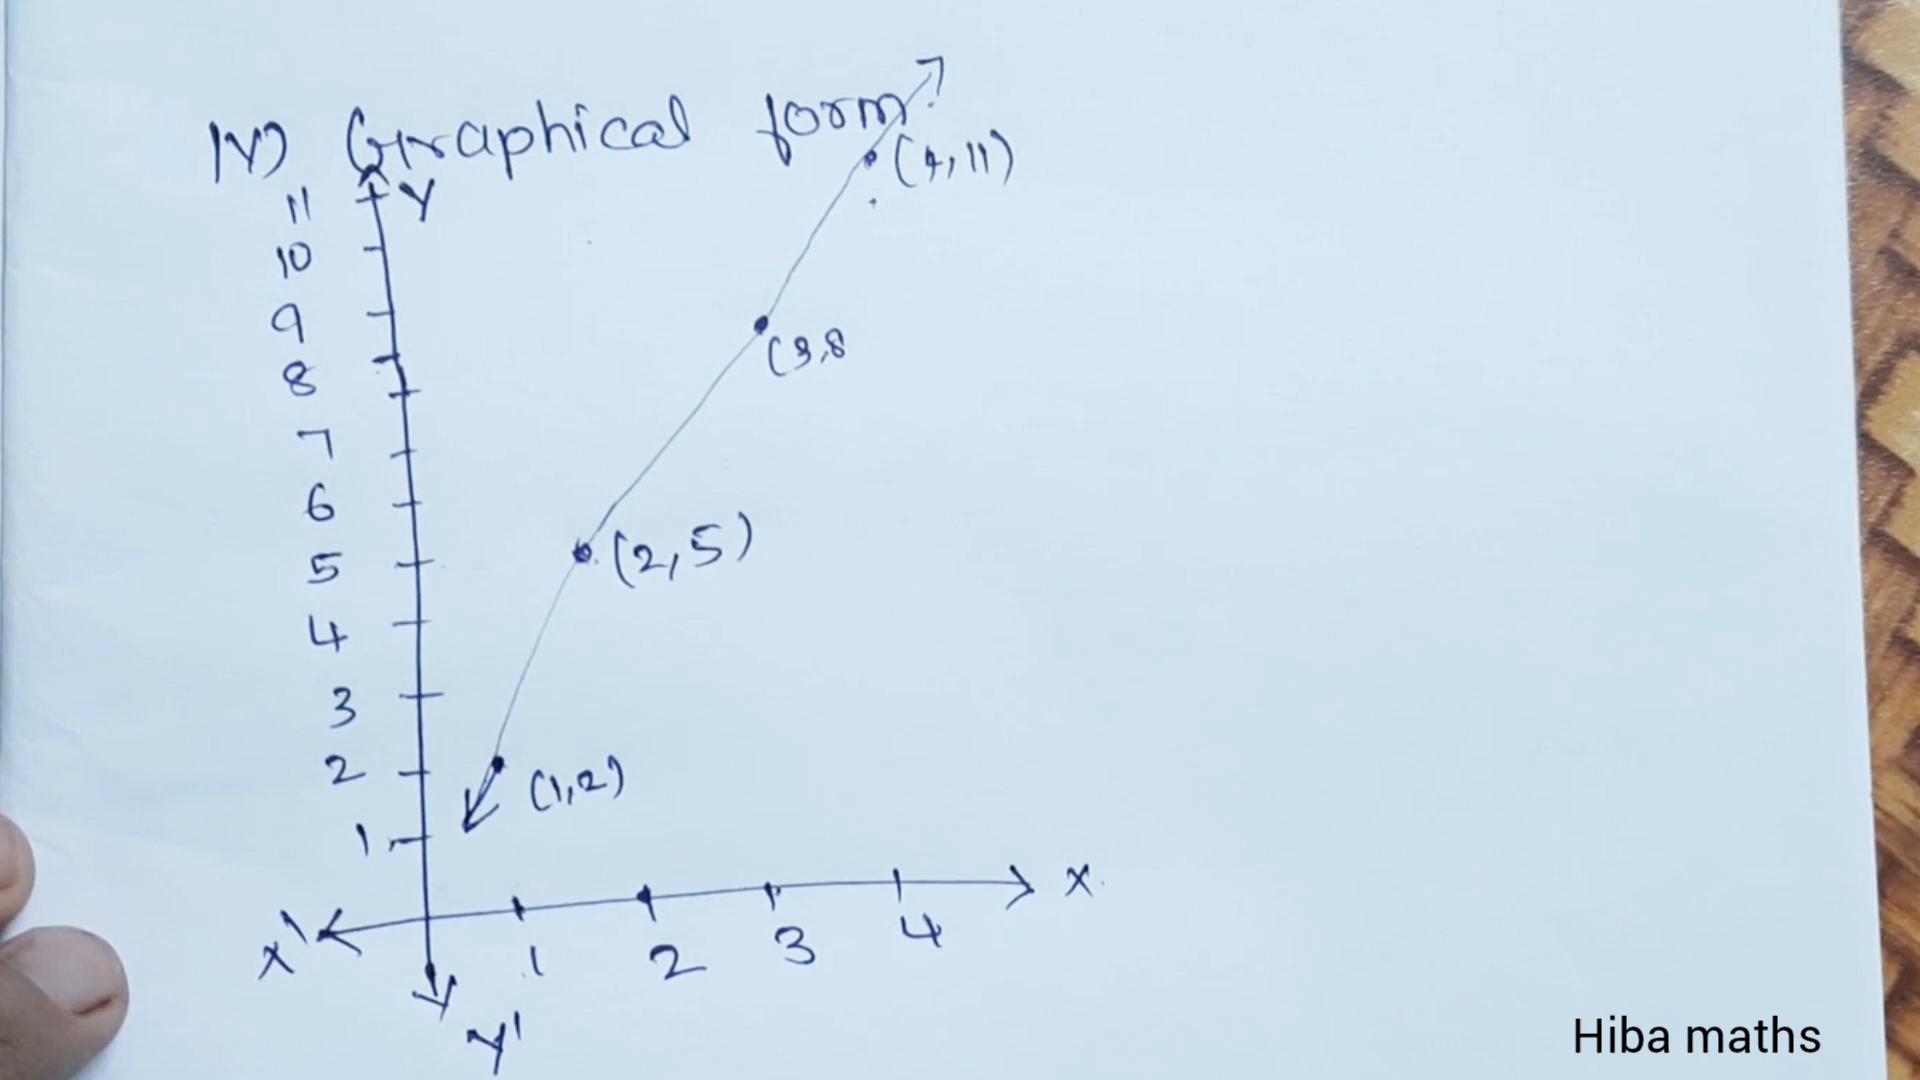 IV) Graphical form
(4,11)
Y
11
10
9
8
(3,8
7
6
5
(2,5)
4
3
2
(1,2)
1
X
X'
1 2 3 4
Y'
Hiba maths